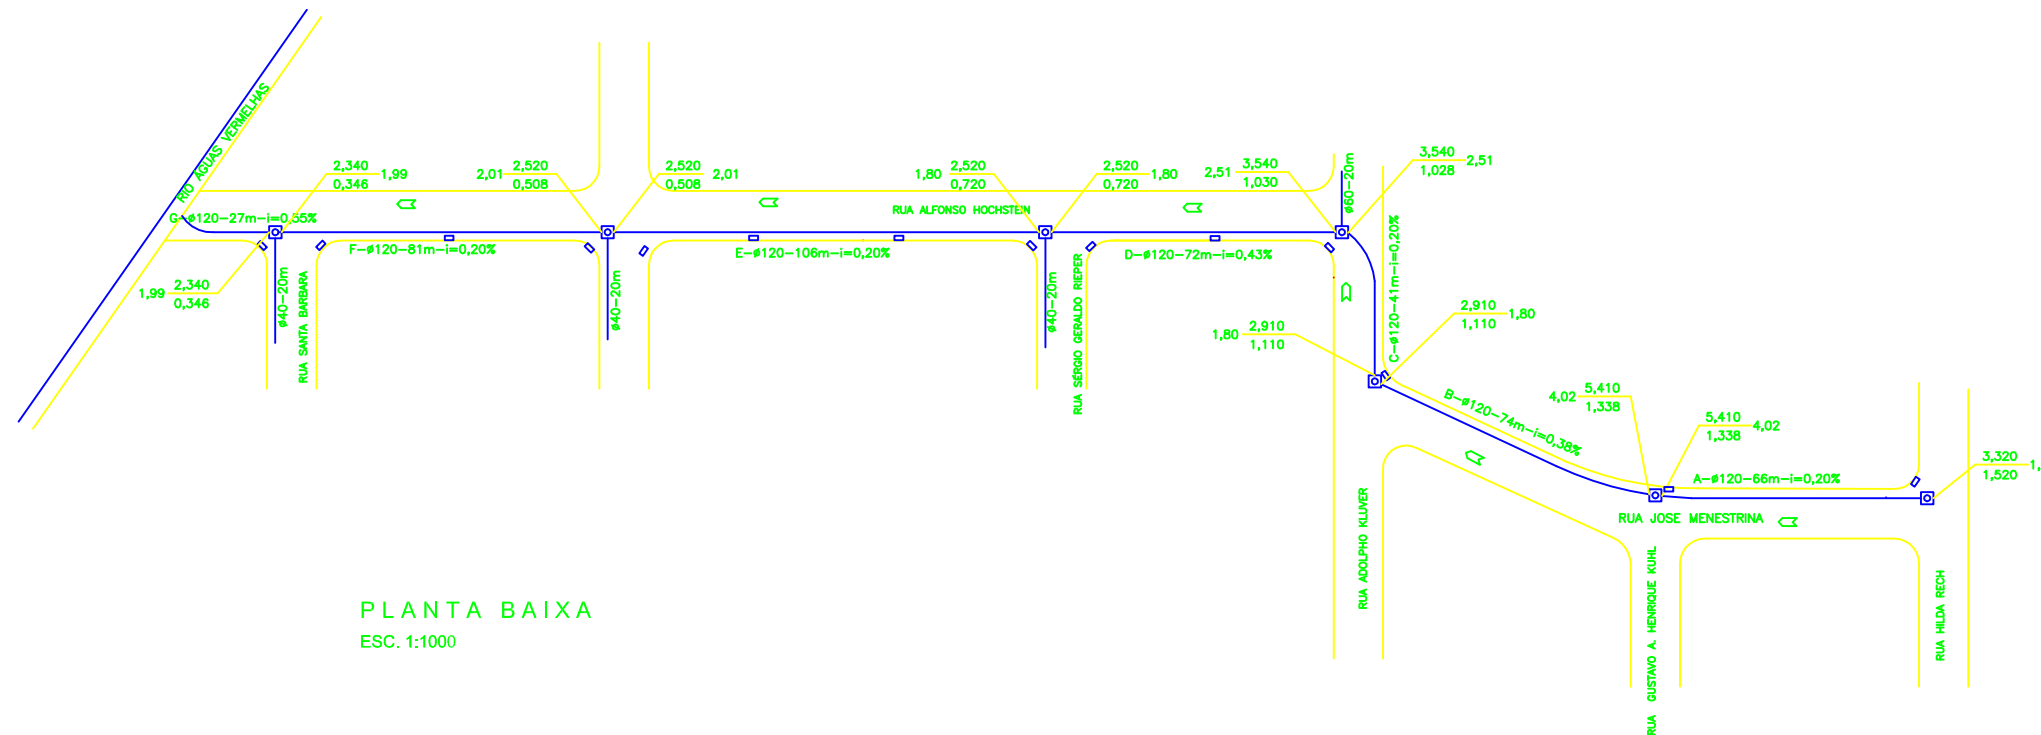 RIO AGUAS VERMELHAS
G-ø120-27m-i=0,55%
2,340
0,346
1,99
2,01
2,520
0,508
2,520
0,508
2,01
1,80
2,520
0,720
2,520
0,720
1,80
2,51
3,540
1,030
ø60-20m
3,540
1,028
2,51
RUA ALFONSO HOCHSTEIN
F-ø120-81m-i=0,20%
E-ø120-106m-i=0,20%
D-ø120-72m-i=0,43%
C-ø120-41m-i=0,20%
1,99
2,340
0,346
ø40-20m
RUA SANTA BARBARA
ø40-20m
ø40-20m
RUA SÉRGIO GERALDO RIEPER
1,80
2,910
1,110
2,910
1,110
1,80
B-ø120-74m-i=0,38%
4,02
5,410
1,338
5,410
1,338
4,02
A-ø120-66m-i=0,20%
3,320
1,520
1,
RUA JOSE MENESTRINA
RUA ADOLPHO KLUVER
RUA GUSTAVO A. HENRIQUE KUHL
RUA HILDA RECH
PLANTA BAIXA
ESC. 1:1000